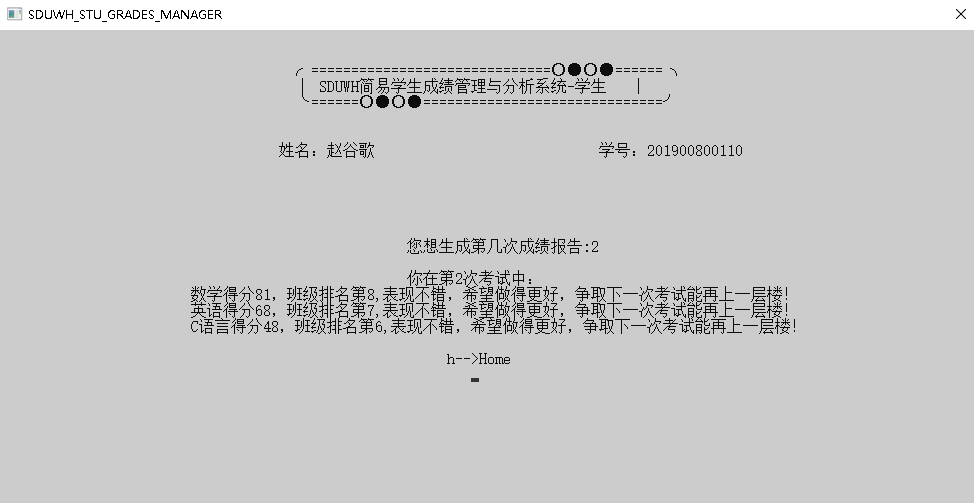 SDUWH_STU_GRADES_MANAGER
╭ ==============================○●○●====== ╮
│ SDUWH简易学生成绩管理与分析系统-学生 │
╰======○●○●==============================╯
姓名：赵谷歌 学号：201900800110
您想生成第几次成绩报告:2
你在第2次考试中：
数学得分81，班级排名第8,表现不错，希望做得更好，争取下一次考试能再上一层楼!
英语得分68，班级排名第7,表现不错，希望做得更好，争取下一次考试能再上一层楼!
C语言得分48，班级排名第6,表现不错，希望做得更好，争取下一次考试能再上一层楼!
h-->Home